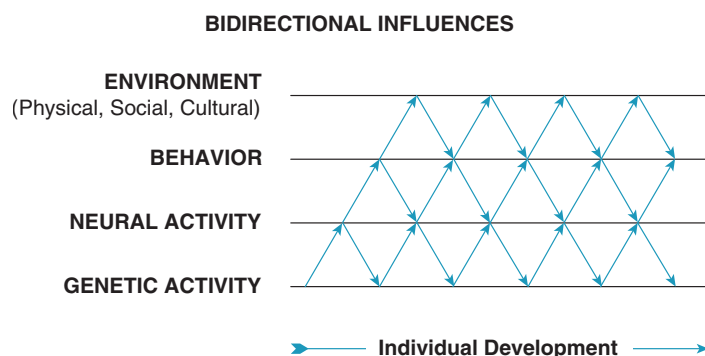 BIDIRECTIONAL INFLUENCES
ENVIRONMENT
(Physical, Social, Cultural)
BEHAVIOR
NEURAL ACTIVITY
GENETIC ACTIVITY
Individual Development